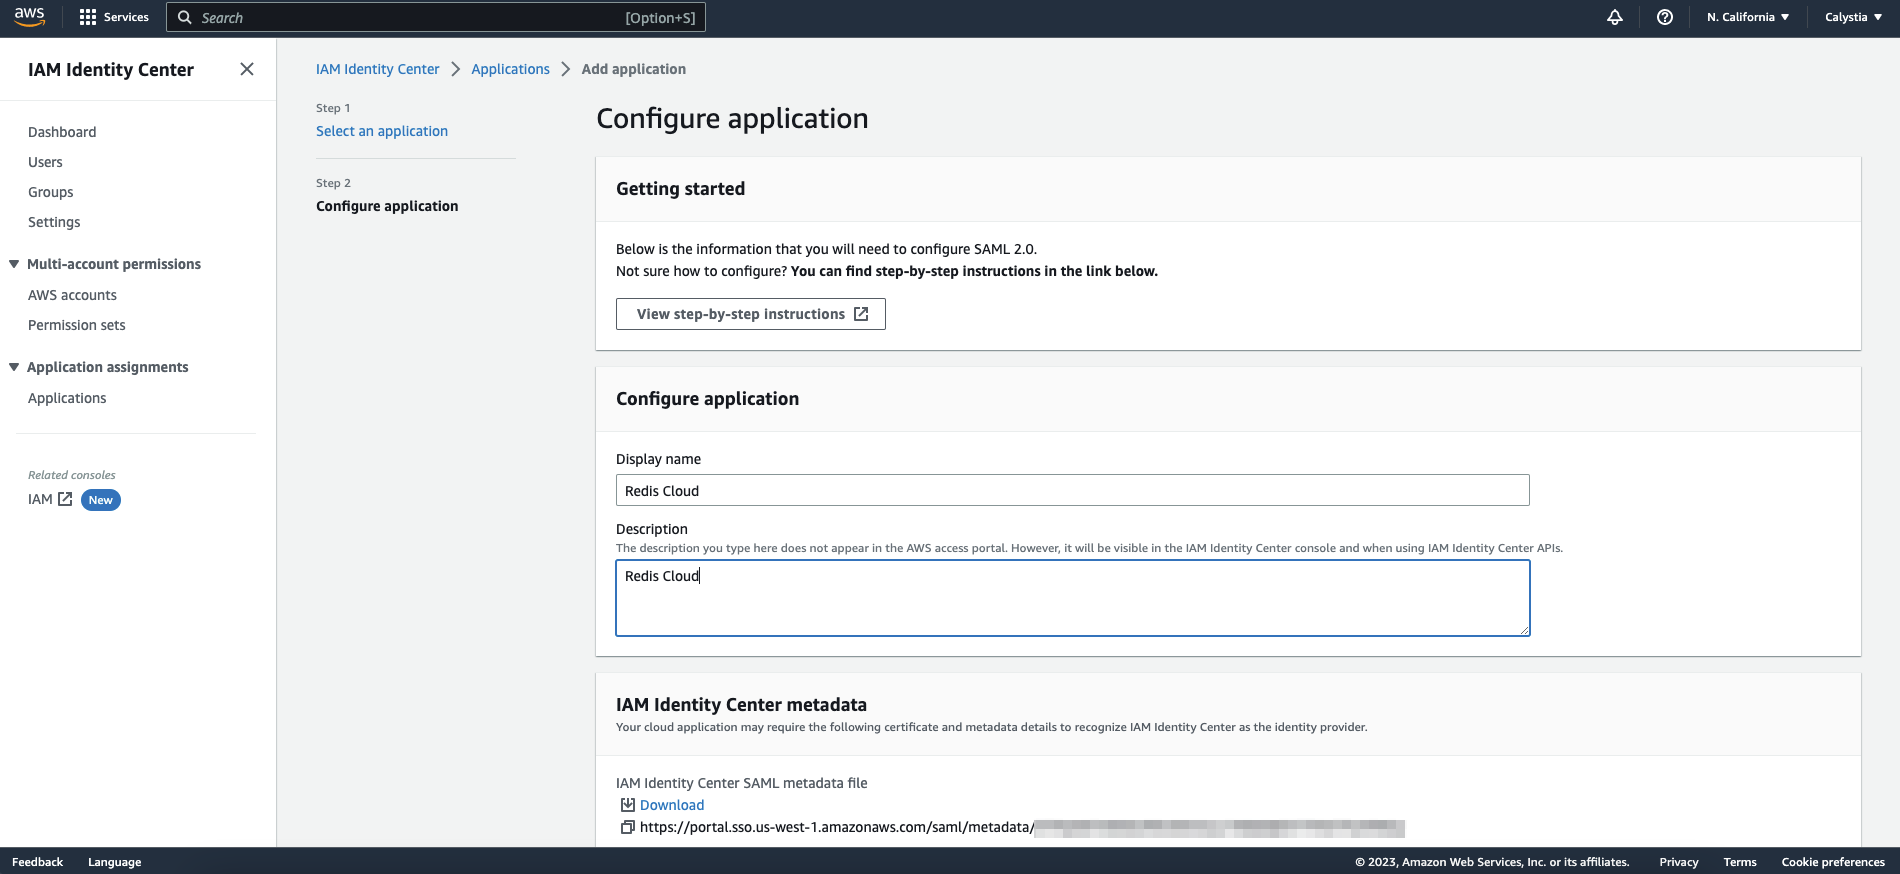 aws
Services
Search
[Option+S]
N. California
Calystia
IAM Identity Center
Dashboard
Users
Groups
Settings
Multi-account permissions
AWS accounts
Permission sets
Application assignments
Applications
Related consoles
IAM
New
IAM Identity Center
Applications
Add application
Step 1
Select an application
Step 2
Configure application
Configure application
Getting started
Below is the information that you will need to configure SAML 2.0.
Not sure how to configure? You can find step-by-step instructions in the link below.
View step-by-step instructions
Configure application
Display name
Redis Cloud
Description
The description you type here does not appear in the AWS access portal. However, it will be visible in the IAM Identity Center console and when using IAM Identity Center APIs.
Redis Cloud
IAM Identity Center metadata
Your cloud application may require the following certificate and metadata details to recognize IAM Identity Center as the identity provider.
IAM Identity Center SAML metadata file
Download
https://portal.sso.us-west-1.amazonaws.com/saml/metadata/
Feedback
Language
© 2023, Amazon Web Services, Inc. or its affiliates.
Privacy
Terms
Cookie preferences